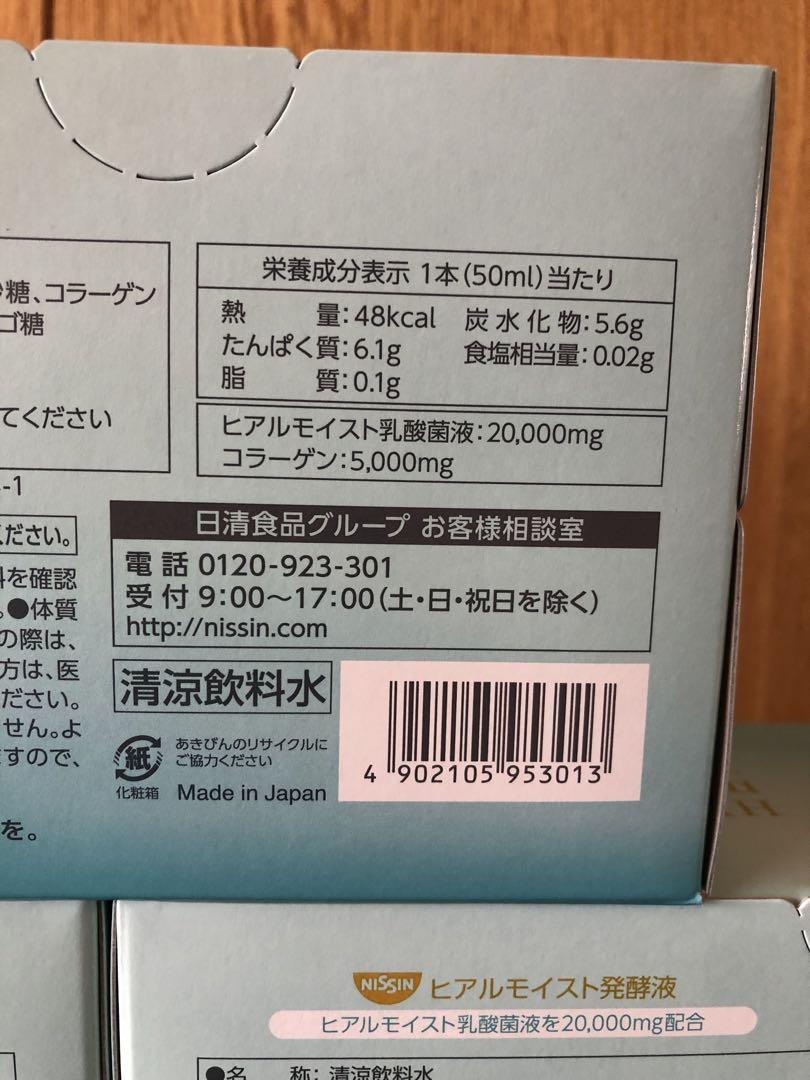 糖、コラーゲン
ゴ糖
てください
-1
ください。
を確認
。●体質
の際は、
方は、医
ださい。
せん。よ
ますので、
を。
栄養成分表示 1本(50ml)当たり
熱量:48kcal 炭水化物:5.6g
たんぱく質:6.1g 食塩相当量:0.02g
脂質:0.1g
ヒアルモイスト乳酸菌液:20,000mg
コラーゲン:5,000mg
日清食品グループ お客様相談室
電話 0120-923-301
受付 9:00〜17:00(土・日・祝日を除く)
http://nissin.com
清涼飲料水
紙
化粧箱
あきびんのリサイクルに
ご協力ください
Made in Japan
4 902105 953013
NISSIN ヒアルモイスト発酵液
ヒアルモイスト乳酸菌液を20,000mg配合
●名称:清涼飲料水